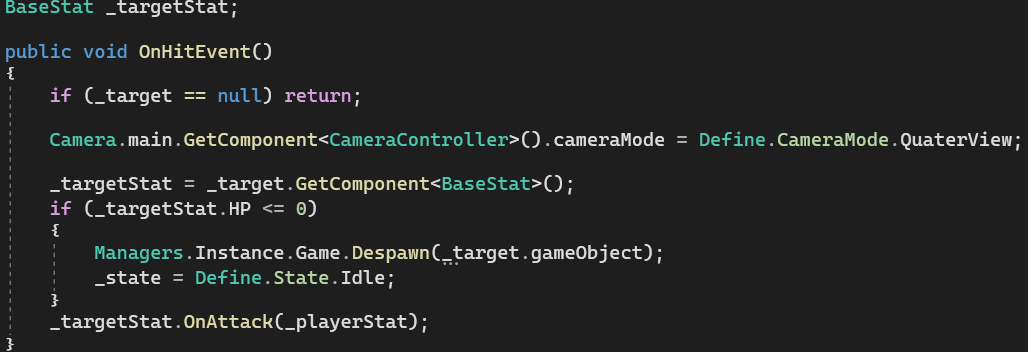 BaseStat _targetStat;
public void OnHitEvent()
{
if (_target == null) return;
Camera.main.GetComponent<CameraController>().cameraMode = Define.CameraMode.QuaterView;
_targetStat = _target.GetComponent<BaseStat>();
if (_targetStat.HP <= 0)
{
Managers.Instance.Game.Despawn(_target.gameObject);
_state = Define.State.Idle;
}
_targetStat.OnAttack(_playerStat);
}